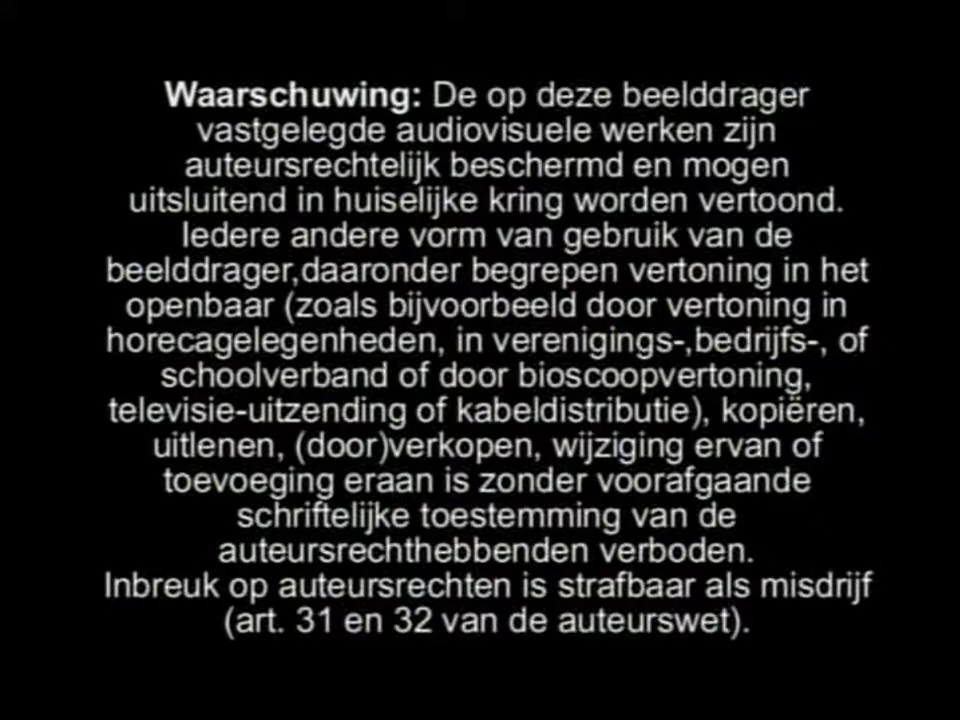 Waarschuwing: De op deze beelddrager
vastgelegde audiovisuele werken zijn
auteursrechtelijk beschermd en mogen
uitsluitend in huiselijke kring worden vertoond.
Iedere andere vorm van gebruik van de
beelddrager,daaronder begrepen vertoning in het
openbaar (zoals bijvoorbeeld door vertoning in
horecagelegenheden, in verenigings-,bedrijfs-, of
schoolverband of door bioscoopvertoning,
televisie-uitzending of kabeldistributie), kopiëren,
uitlenen, (door)verkopen, wijziging ervan of
toevoeging eraan is zonder voorafgaande
schriftelijke toestemming van de
auteursrechthebbenden verboden.
Inbreuk op auteursrechten is strafbaar als misdrijf
(art. 31 en 32 van de auteurswet).